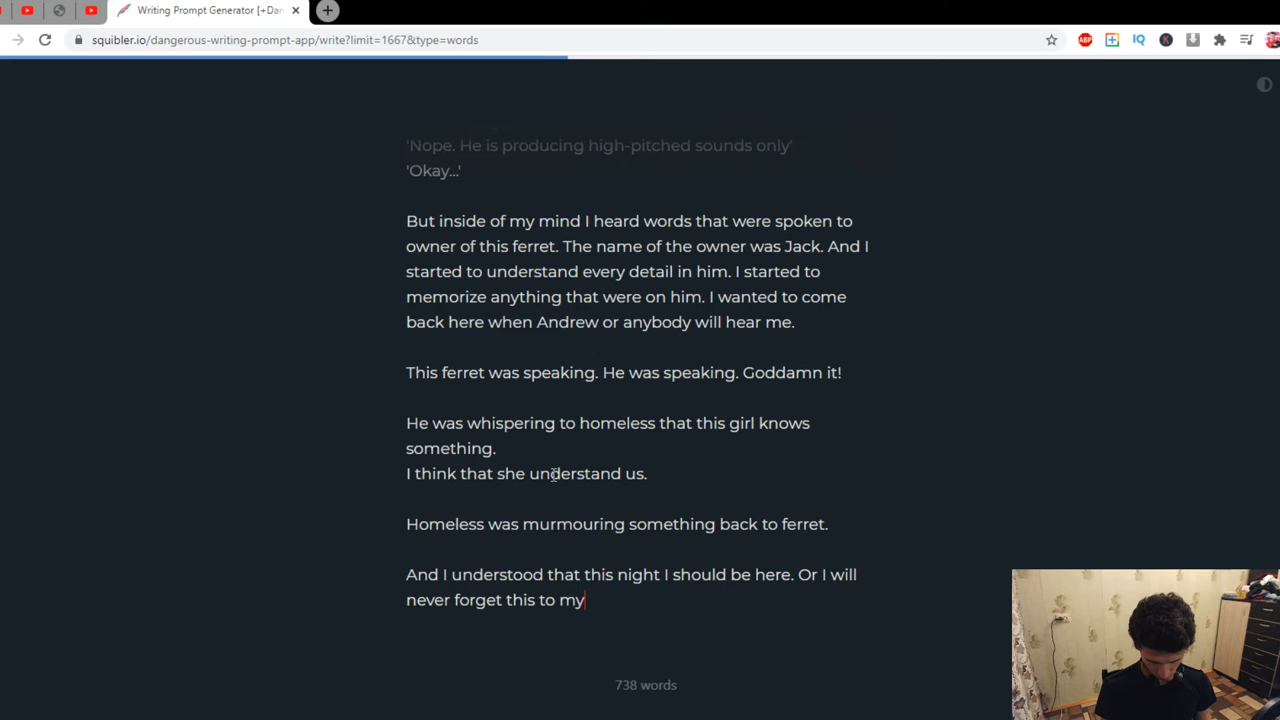 Writing Prompt Generator [+Dan
squibler.io/dangerous-writing-prompt-app/write?limit=1667&type=words
ABP
IQ
K
'Nope. He is producing high-pitched sounds only'
'Okay...'
But inside of my mind I heard words that were spoken to
owner of this ferret. The name of the owner was Jack. And I
started to understand every detail in him. I started to
memorize anything that were on him. I wanted to come
back here when Andrew or anybody will hear me.
This ferret was speaking. He was speaking. Goddamn it!
He was whispering to homeless that this girl knows
something.
I think that she understand us.
Homeless was murmouring something back to ferret.
And I understood that this night I should be here. Or I will
never forget this to my
738 words